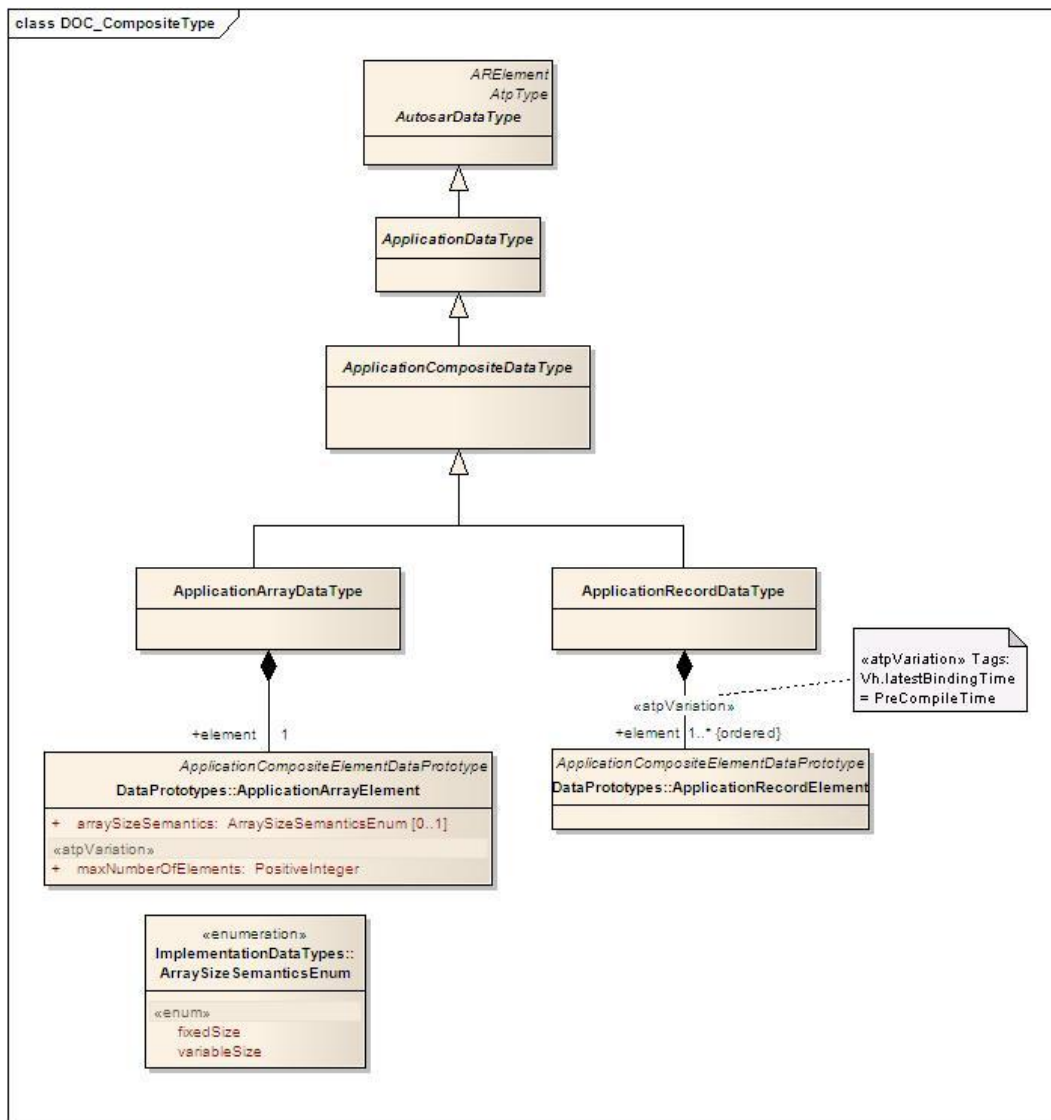 class DOC_CompositeType
ARElement
AtpType
AutosarDataType
ApplicationDataType
ApplicationCompositeDataType
ApplicationArrayDataType
ApplicationRecordDataType
«atpVariation» Tags:
Vh.latestBindingTime
= PreCompileTime
«atpVariation»
+element 1
+element 1..* {ordered}
ApplicationCompositeElementDataPrototype
DataPrototypes::ApplicationArrayElement
+ arraySizeSemantics: ArraySizeSemanticsEnum [0..1]
«atpVariation»
+ maxNumberOfElements: PositiveInteger
ApplicationCompositeElementDataPrototype
DataPrototypes::ApplicationRecordElement
«enumeration»
ImplementationDataTypes::
ArraySizeSemanticsEnum
«enum»
fixedSize
variableSize